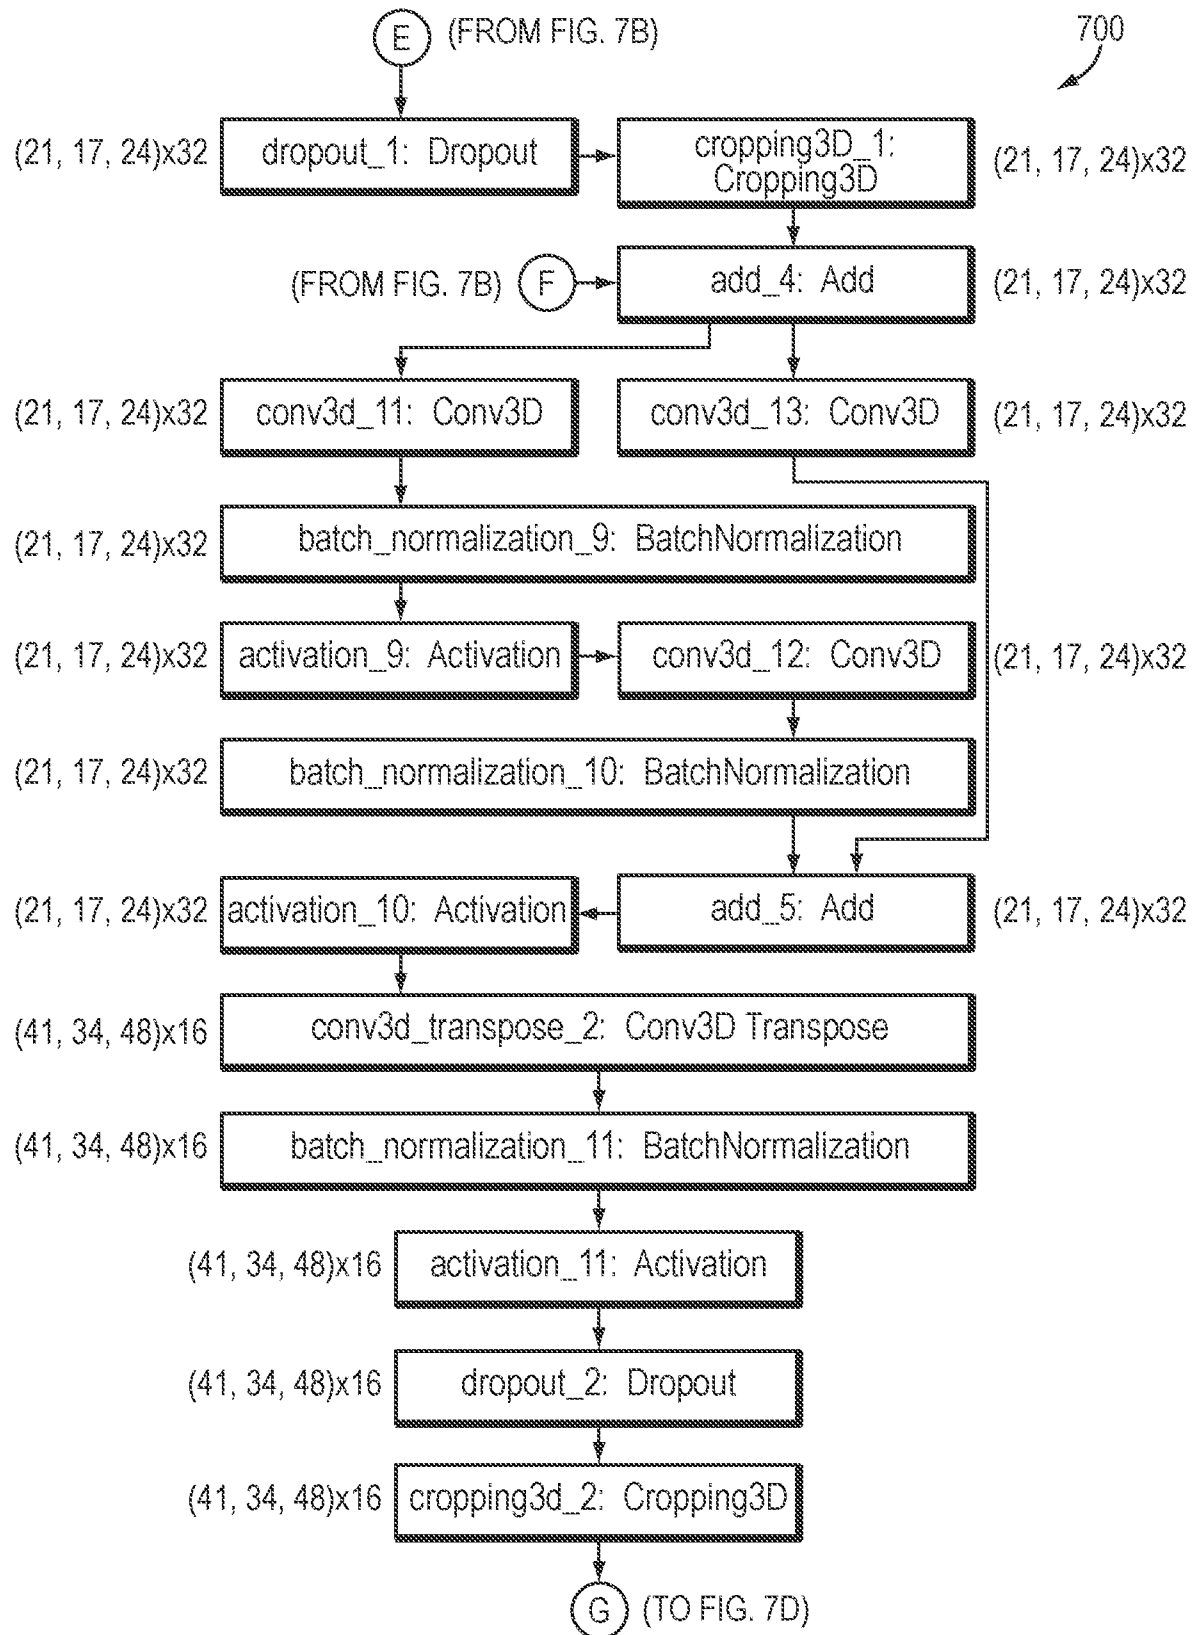 E (FROM FIG. 7B)
700
(21, 17, 24)x32 dropout_1: Dropout
cropping3D_1:
Cropping3D
(21, 17, 24)x32
(FROM FIG. 7B) F add_4: Add (21, 17, 24)x32
(21, 17, 24)x32 conv3d_11: Conv3D conv3d_13: Conv3D (21, 17, 24)x32
(21, 17, 24)x32 batch_normalization_9: BatchNormalization
(21, 17, 24)x32 activation_9: Activation conv3d_12: Conv3D (21, 17, 24)x32
(21, 17, 24)x32 batch_normalization_10: BatchNormalization
(21, 17, 24)x32 activation_10: Activation add_5: Add (21, 17, 24)x32
(41, 34, 48)x16 conv3d_transpose_2: Conv3D Transpose
(41, 34, 48)x16 batch_normalization_11: BatchNormalization
(41, 34, 48)x16 activation_11: Activation
(41, 34, 48)x16 dropout_2: Dropout
(41, 34, 48)x16 cropping3d_2: Cropping3D
G (TO FIG. 7D)